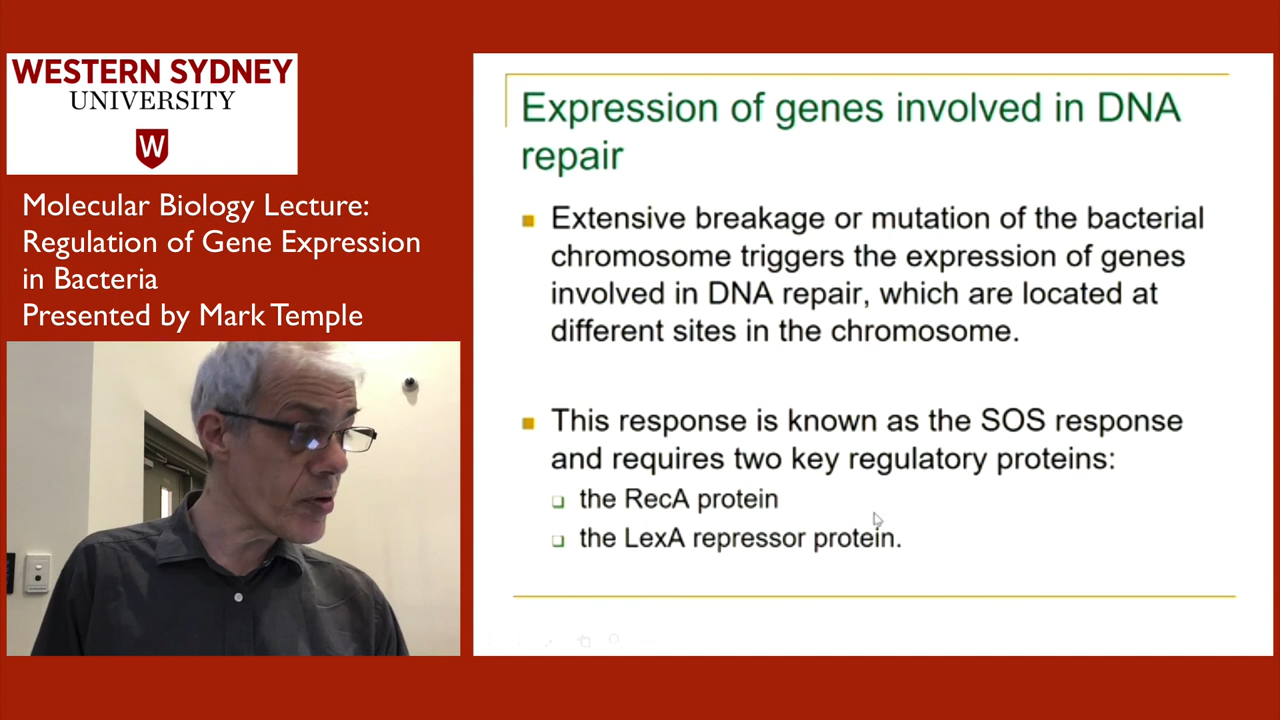 WESTERN SYDNEY
UNIVERSITY
W
Molecular Biology Lecture:
Regulation of Gene Expression
in Bacteria
Presented by Mark Temple
Expression of genes involved in DNA
repair
Extensive breakage or mutation of the bacterial
chromosome triggers the expression of genes
involved in DNA repair, which are located at
different sites in the chromosome.
This response is known as the SOS response
and requires two key regulatory proteins:
the RecA protein
the LexA repressor protein.